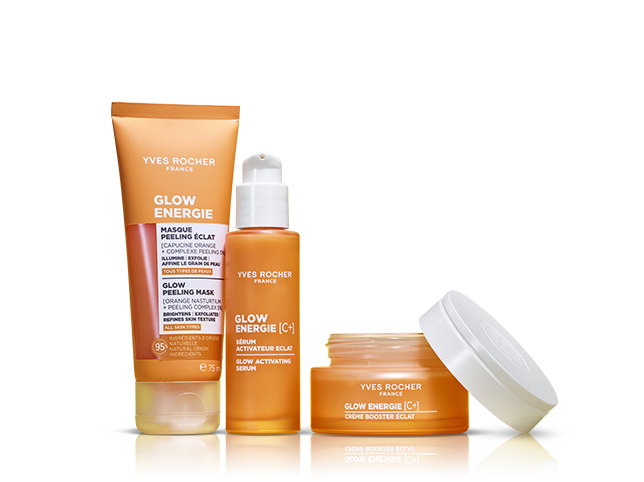 YVES ROCHER
FRANCE
GLOW
ENERGIE
MASQUE
PEELING ÉCLAT
[CAPUCINE ORANGE
+ COMPLEXE PEELING
ILLUMINE | EXFOLIE |
AFFINE LE GRAIN DE PEAU
TOUS TYPES DE PEAUX
GLOW
PEELING MASK
[ORANGE NASTURTIUM
+ PEELING COMPLEX
BRIGHTENS | EXFOLIATES |
REFINES SKIN TEXTURE
ALL SKIN TYPES
95%
INGRÉDIENTS D'ORIGINE
NATURELLE
NATURAL ORIGIN
INGREDIENTS
℮ 75 m
YVES ROCHER
FRANCE
GLOW
ENERGIE [C+]
SÉRUM
ACTIVATEUR ECLAT
GLOW ACTIVATING
SERUM
YVES ROCHER
FRANCE
GLOW ENERGIE [C+]
CRÈME BOOSTER ÉCLAT